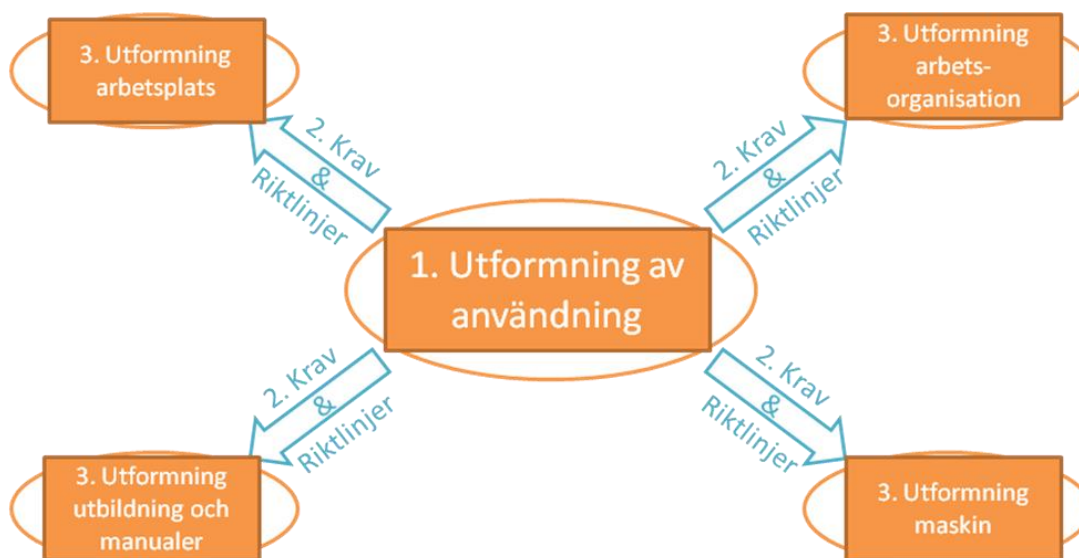 3. Utformning
arbetsplats
3. Utformning
arbets-
organisation
2. Krav
&
Riktlinjer
2. Krav
&
Riktlinjer
1. Utformning av
användning
2. Krav
&
Riktlinjer
2. Krav
&
Riktlinjer
3. Utformning
utbildning och
manualer
3. Utformning
maskin